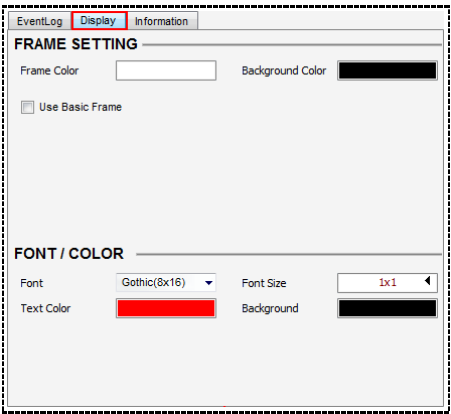 EventLog Display Information
FRAME SETTING
Frame Color Background Color
Use Basic Frame
FONT / COLOR
Font Gothic(8x16) Font Size 1x1
Text Color Background